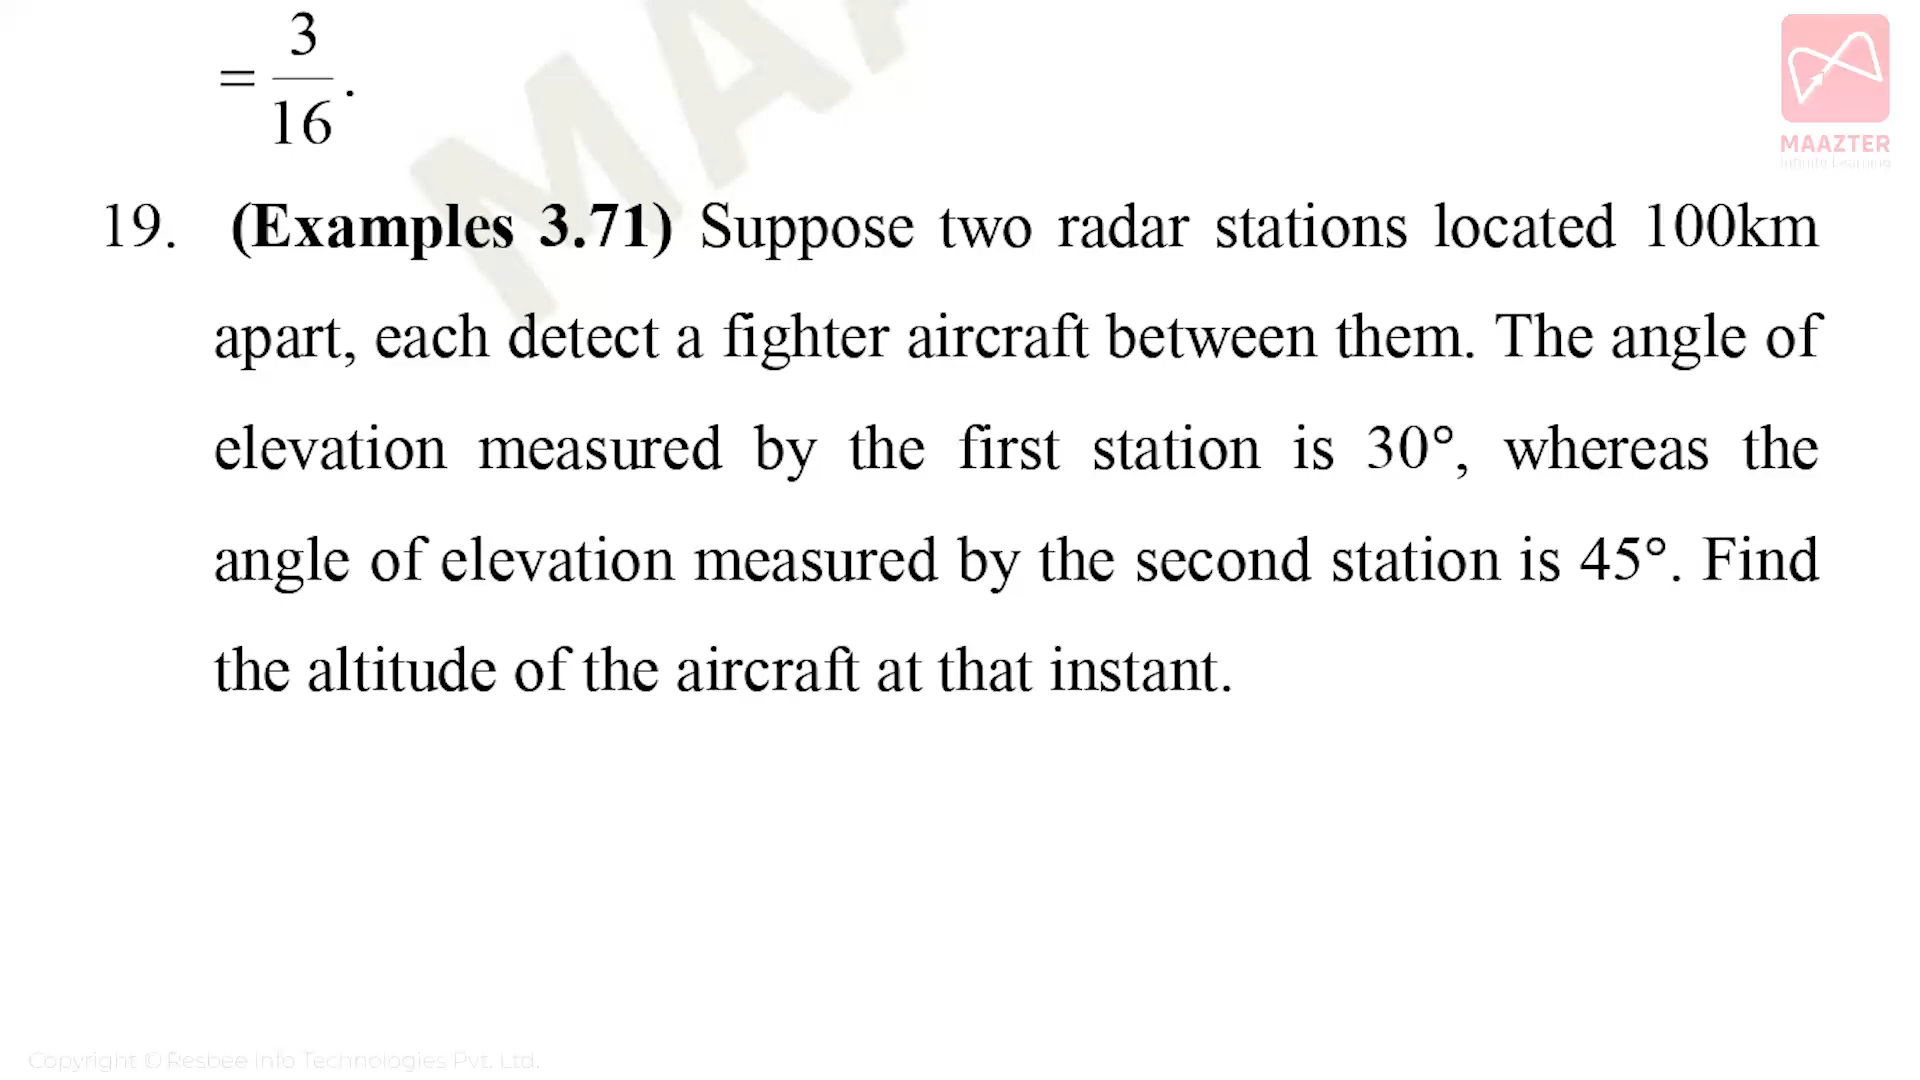 = 3/16.
MAA
MAAZTER
Infinite Learning
19. (Examples 3.71) Suppose two radar stations located 100km
apart, each detect a fighter aircraft between them. The angle of
elevation measured by the first station is 30°, whereas the
angle of elevation measured by the second station is 45°. Find
the altitude of the aircraft at that instant.
Copyright © Resbee Info Technologies Pvt. Ltd.